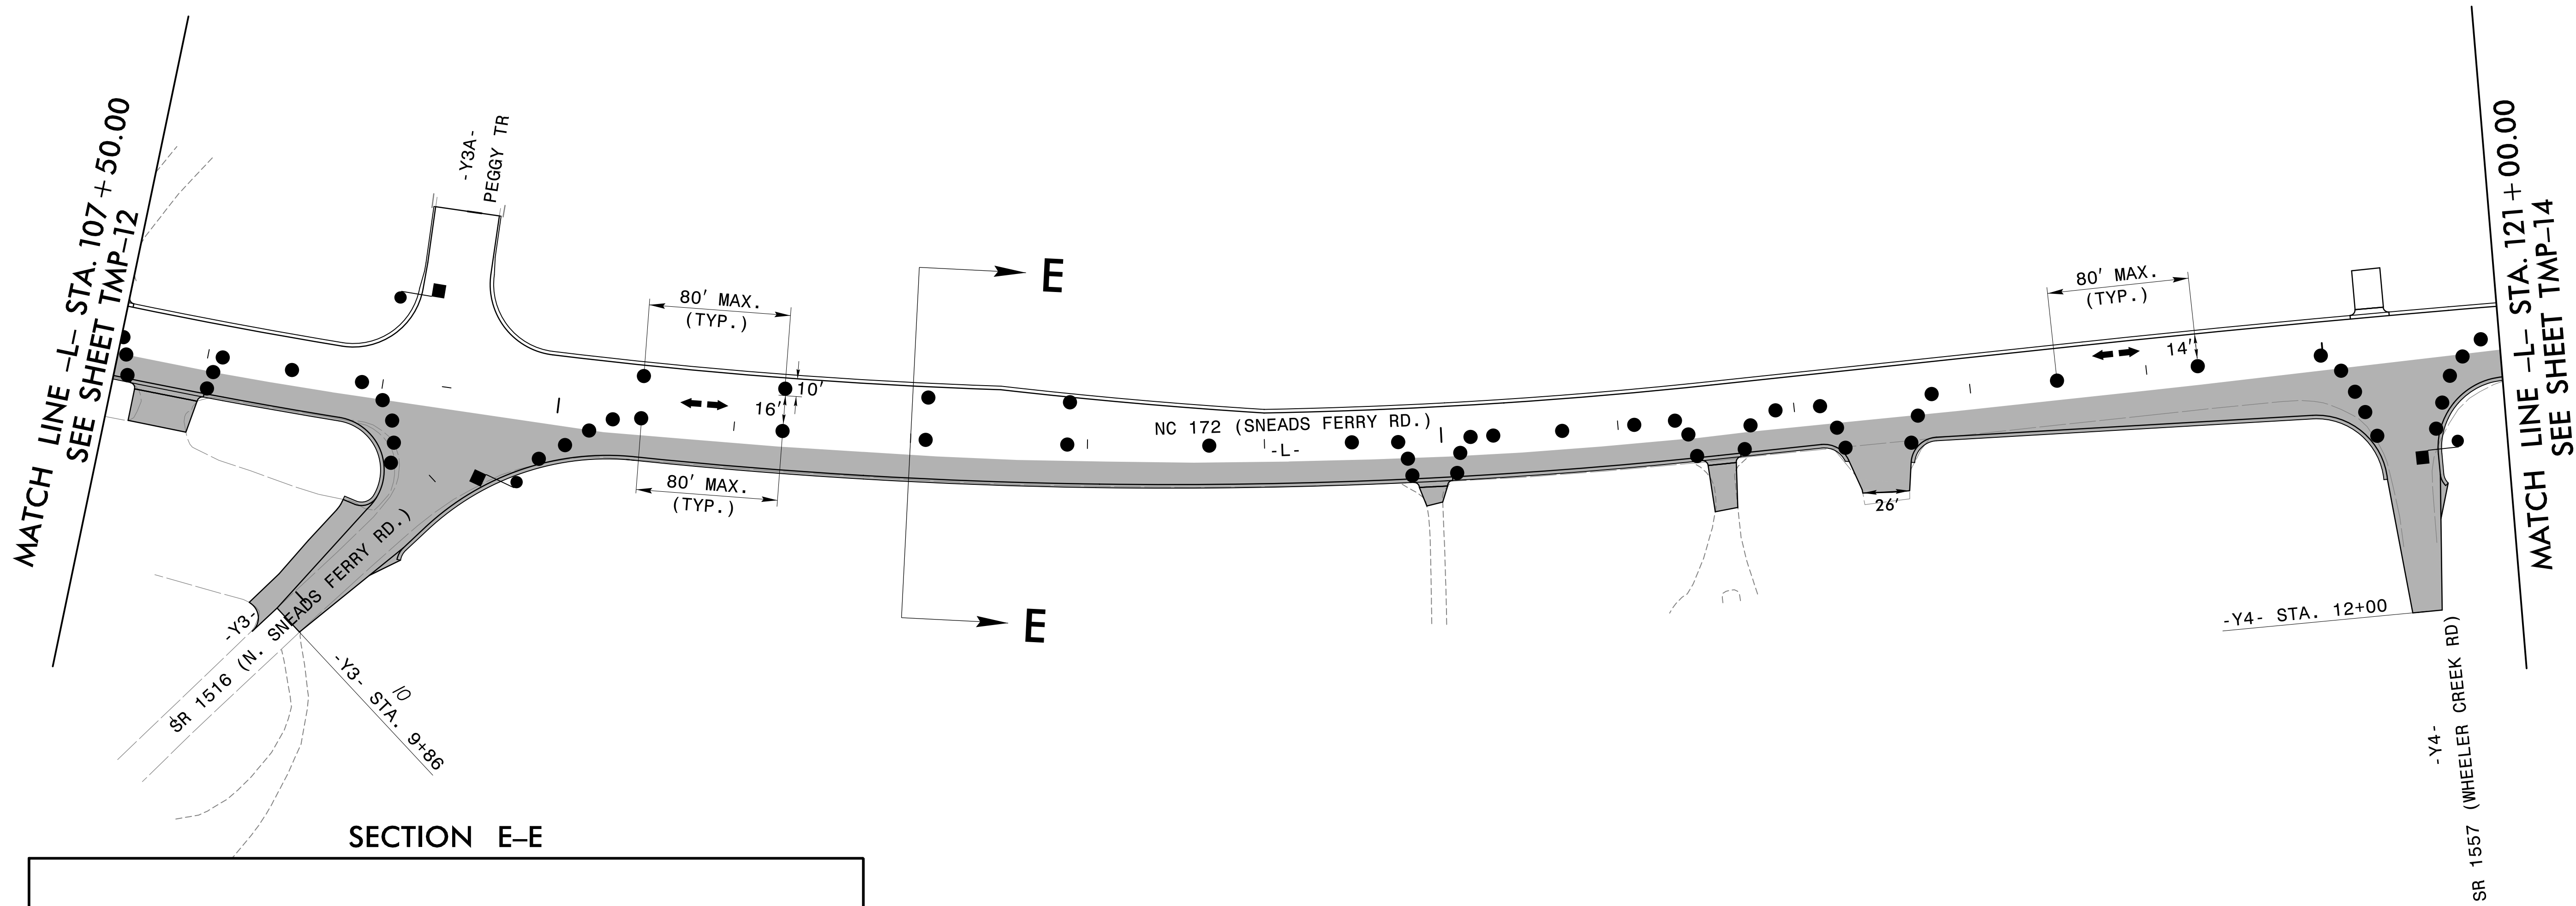 MATCH LINE –L– STA. 107+50.00
SEE SHEET TMP–12
-Y3A-
PEGGY TR
80' MAX.
(TYP.)
10'
16'
80' MAX.
(TYP.)
E
E
NC 172 (SNEADS FERRY RD.)
-L-
26'
80' MAX.
(TYP.)
14'
MATCH LINE –L– STA. 121+00.00
SEE SHEET TMP–14
-Y3-
SR 1516 (N. SNEADS FERRY RD.)
10
-Y3- STA. 9+86
-Y4- STA. 12+00
-Y4-
SR 1557 (WHEELER CREEK RD)
SECTION E–E